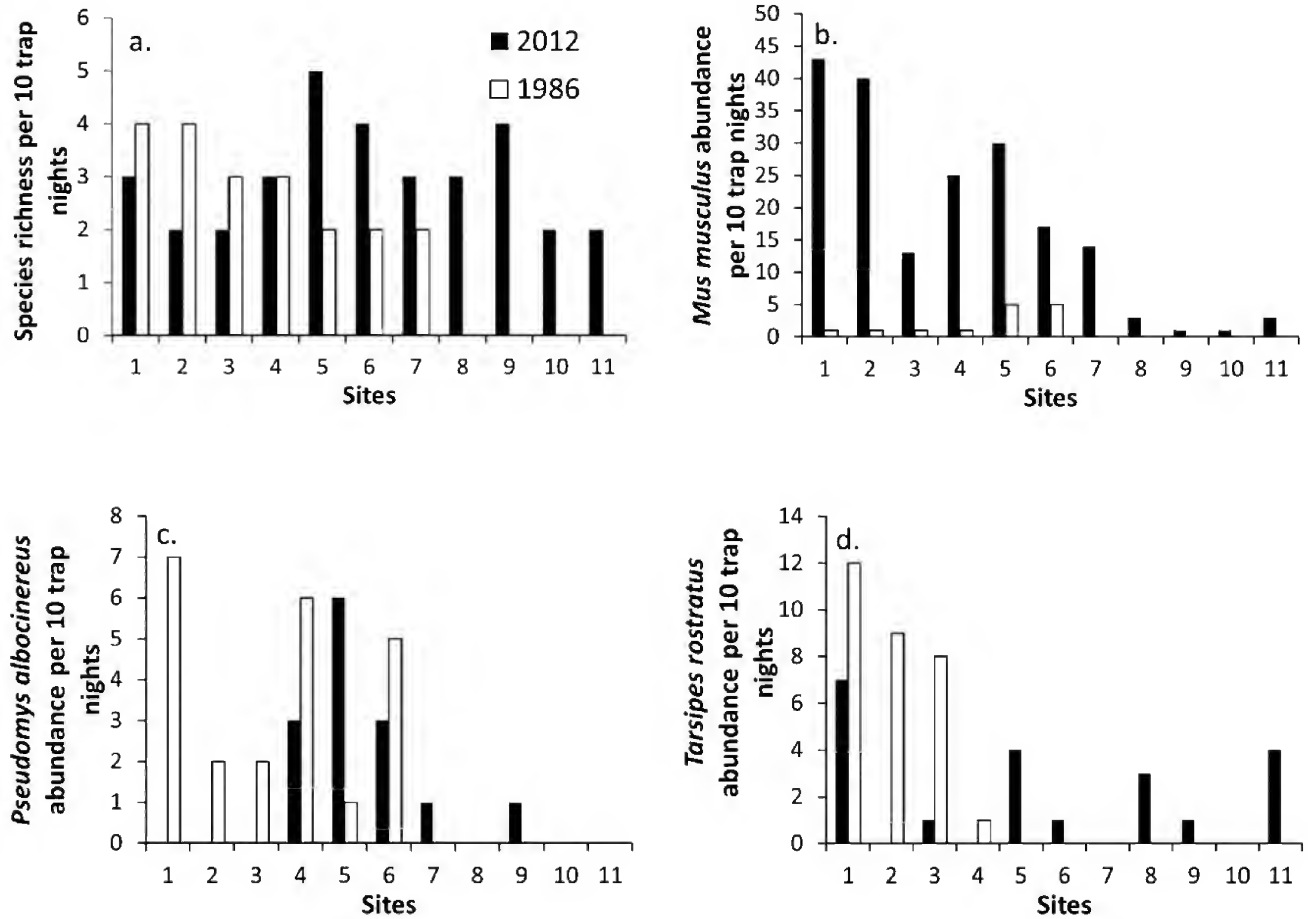 Species richness per 10 trap
nights
a.
2012
1986
6
5
4
3
2
1
0
1 2 3 4 5 6 7 8 9 10 11
Sites
Mus musculus abundance
per 10 trap nights
b.
50
45
40
35
30
25
20
15
10
5
0
1 2 3 4 5 6 7 8 9 10 11
Sites
Pseudomys albocinereus
abundance per 10 trap
nights
c.
8
7
6
5
4
3
2
1
0
1 2 3 4 5 6 7 8 9 10 11
Sites
Tarsipes rostratus
abundance per 10 trap
nights
d.
14
12
10
8
6
4
2
0
1 2 3 4 5 6 7 8 9 10 11
Sites